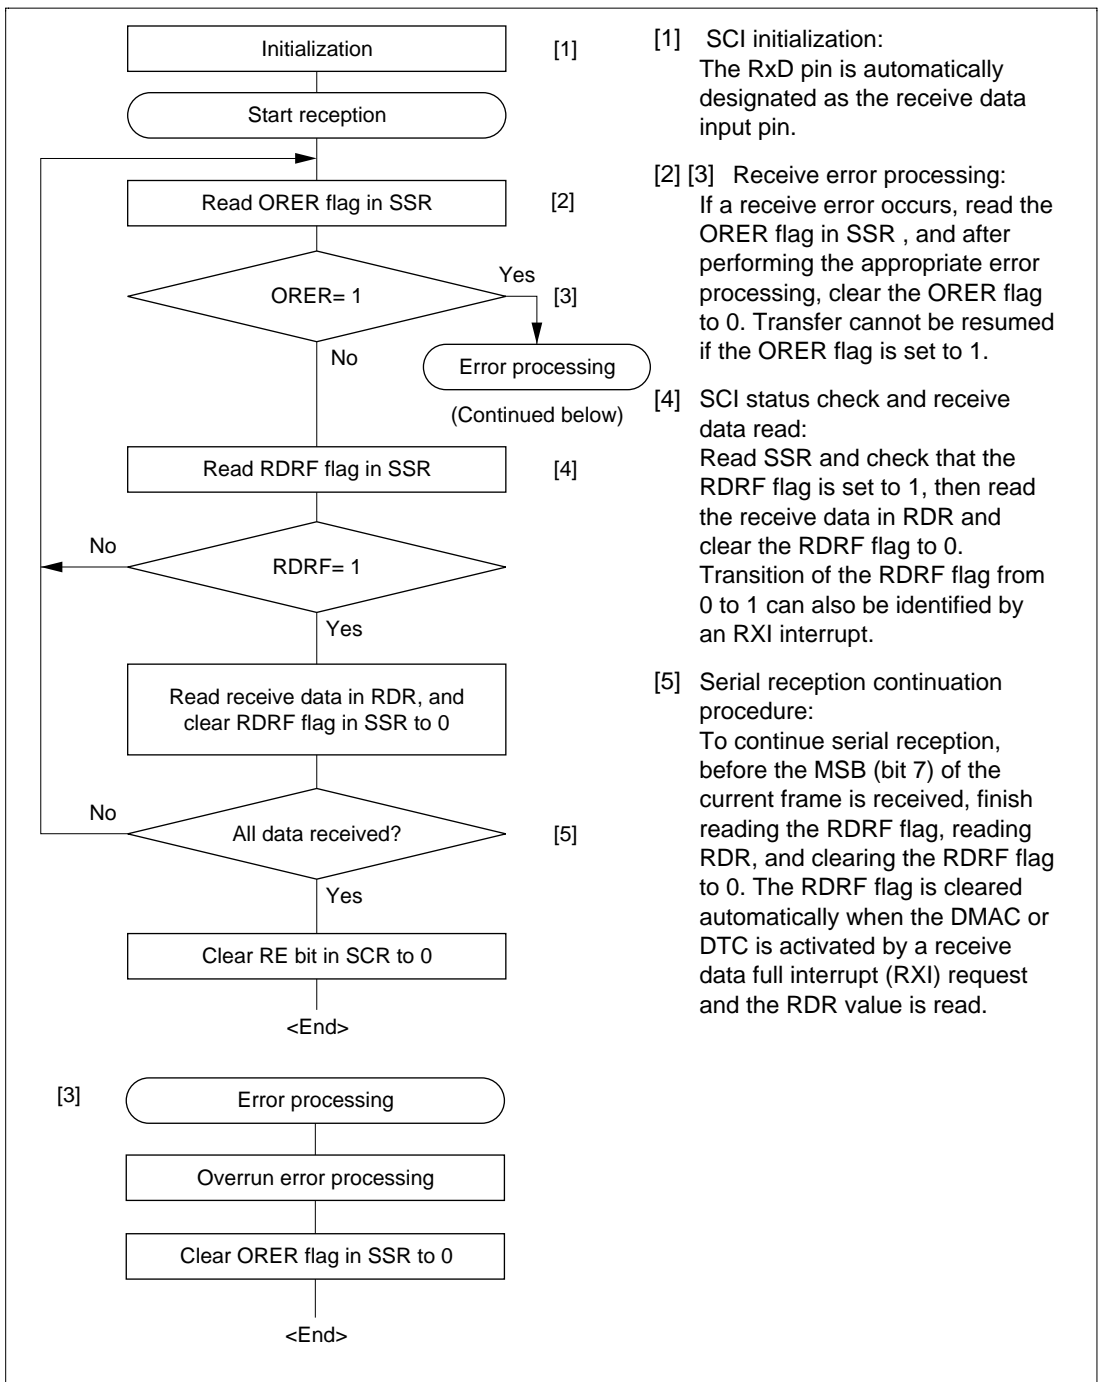 Initialization
[1]
Start reception
Read ORER flag in SSR
[2]
ORER= 1
Yes
[3]
No
Error processing
(Continued below)
Read RDRF flag in SSR
[4]
No
RDRF= 1
Yes
Read receive data in RDR, and
clear RDRF flag in SSR to 0
No
All data received?
[5]
Yes
Clear RE bit in SCR to 0
<End>
[3]
Error processing
Overrun error processing
Clear ORER flag in SSR to 0
<End>
[1] SCI initialization:
The RxD pin is automatically
designated as the receive data
input pin.
[2] [3] Receive error processing:
If a receive error occurs, read the
ORER flag in SSR , and after
performing the appropriate error
processing, clear the ORER flag
to 0. Transfer cannot be resumed
if the ORER flag is set to 1.
[4] SCI status check and receive
data read:
Read SSR and check that the
RDRF flag is set to 1, then read
the receive data in RDR and
clear the RDRF flag to 0.
Transition of the RDRF flag from
0 to 1 can also be identified by
an RXI interrupt.
[5] Serial reception continuation
procedure:
To continue serial reception,
before the MSB (bit 7) of the
current frame is received, finish
reading the RDRF flag, reading
RDR, and clearing the RDRF flag
to 0. The RDRF flag is cleared
automatically when the DMAC or
DTC is activated by a receive
data full interrupt (RXI) request
and the RDR value is read.